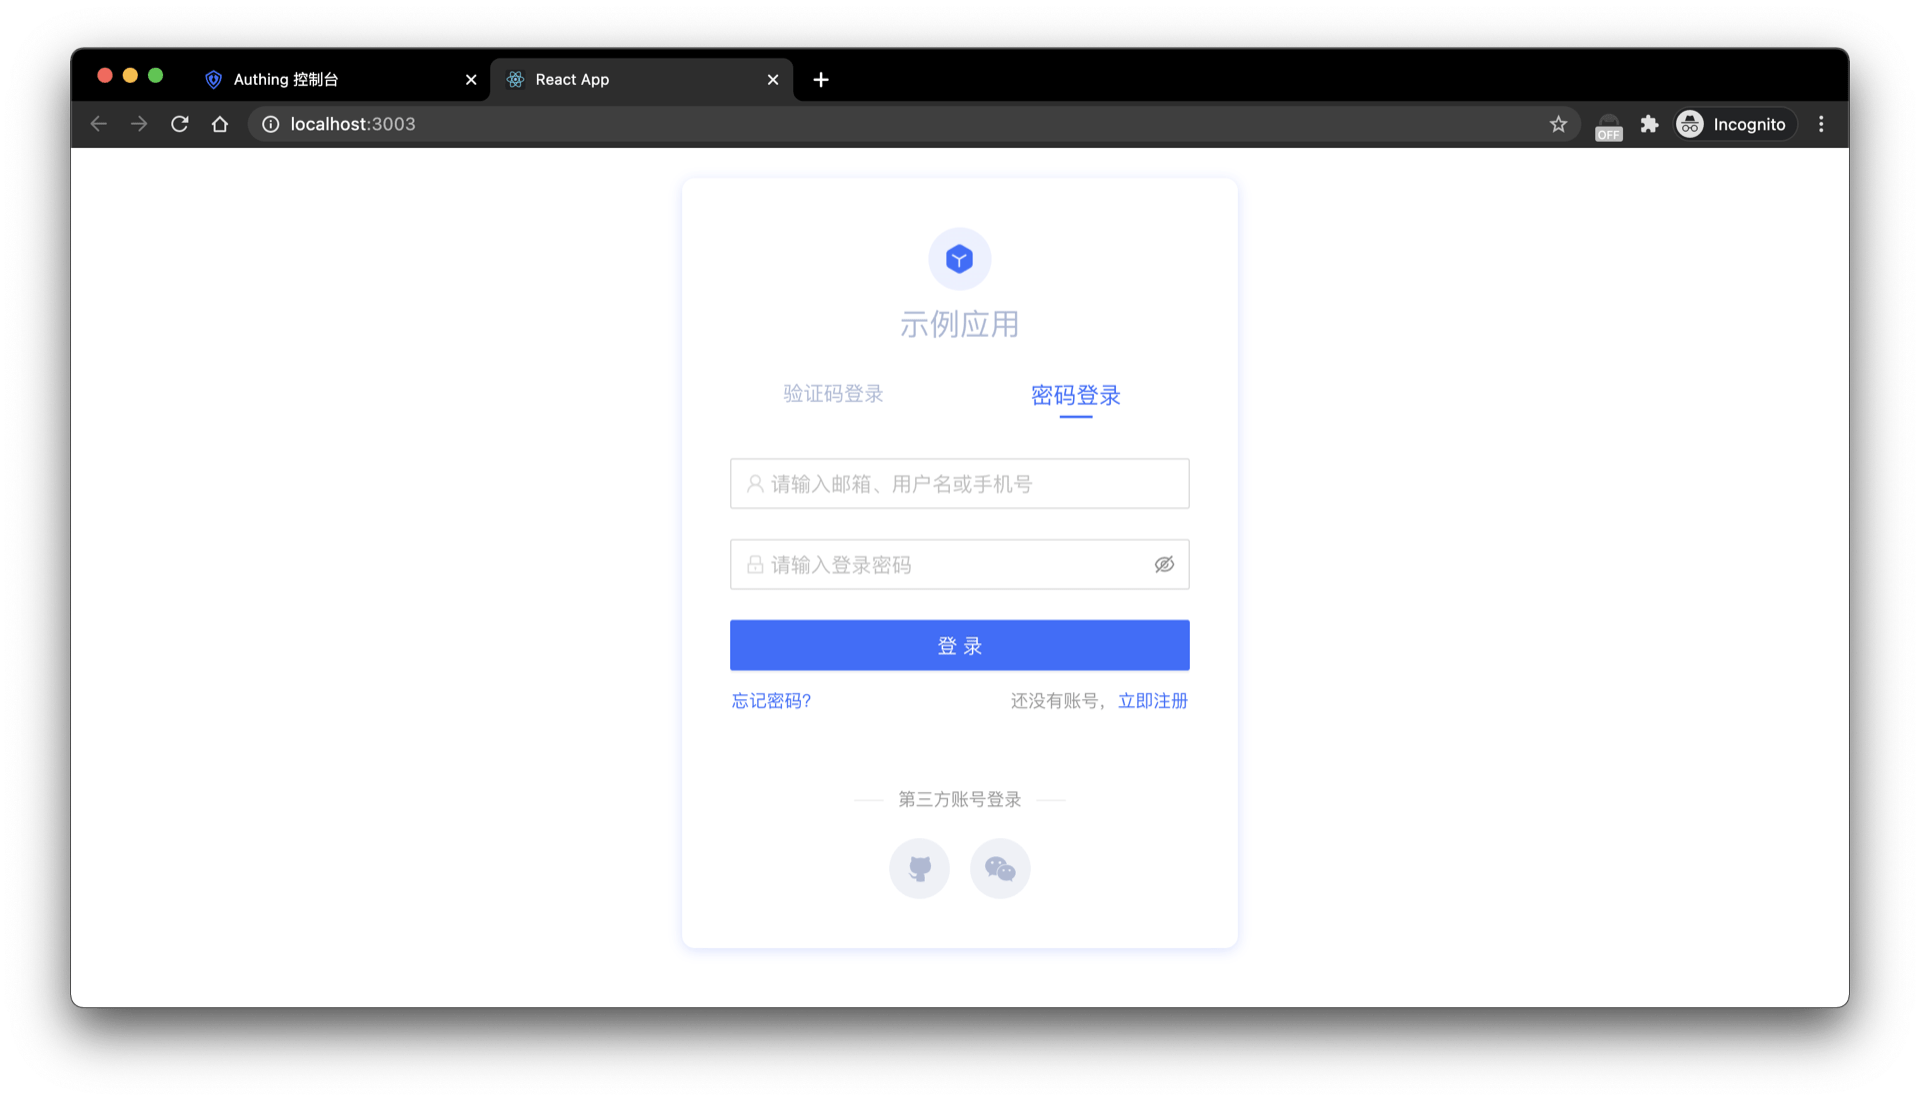 Authing 控制台
React App
localhost:3003
OFF
Incognito
示例应用
验证码登录
密码登录
请输入邮箱、用户名或手机号
请输入登录密码
登 录
忘记密码?
还没有账号，立即注册
第三方账号登录